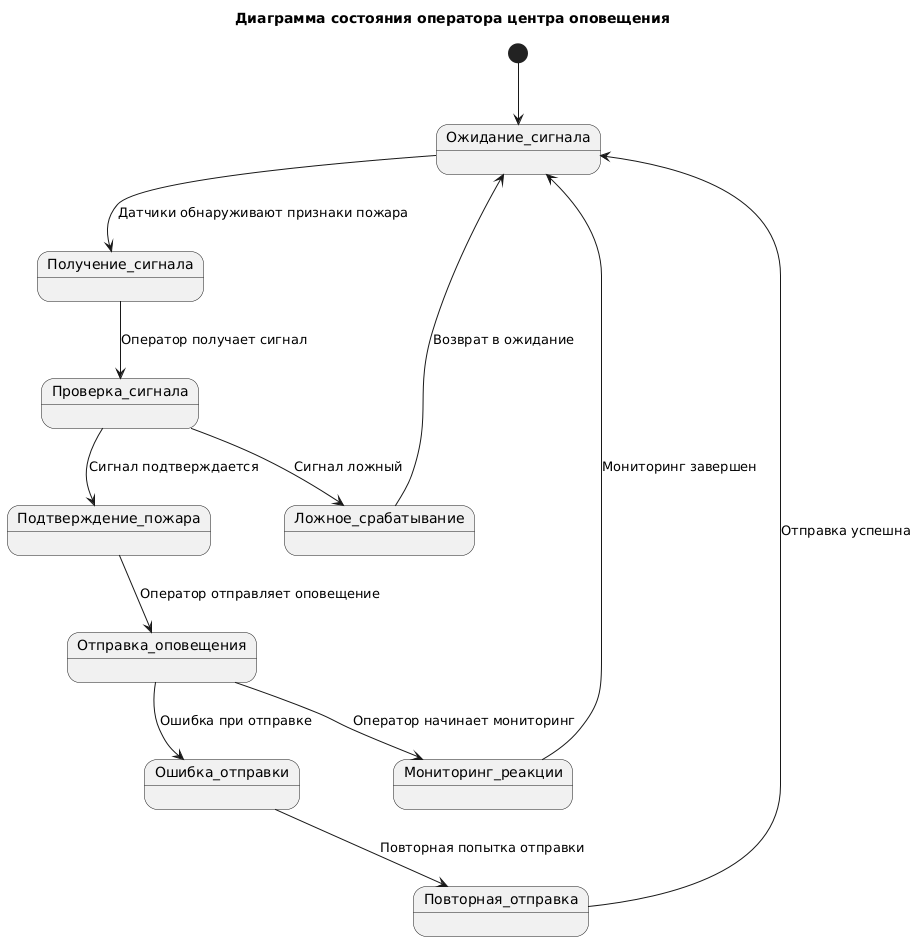 Диаграмма состояния оператора центра оповещения
Ожидание_сигнала
Датчики обнаруживают признаки пожара
Получение_сигнала
Оператор получает сигнал
Возврат в ожидание
Проверка_сигнала
Сигнал подтверждается
Сигнал ложный
Мониторинг завершен
Подтверждение_пожара
Ложное_срабатывание
Отправка успешна
Оператор отправляет оповещение
Отправка_оповещения
Ошибка при отправке
Оператор начинает мониторинг
Ошибка_отправки
Мониторинг_реакции
Повторная попытка отправки
Повторная_отправка